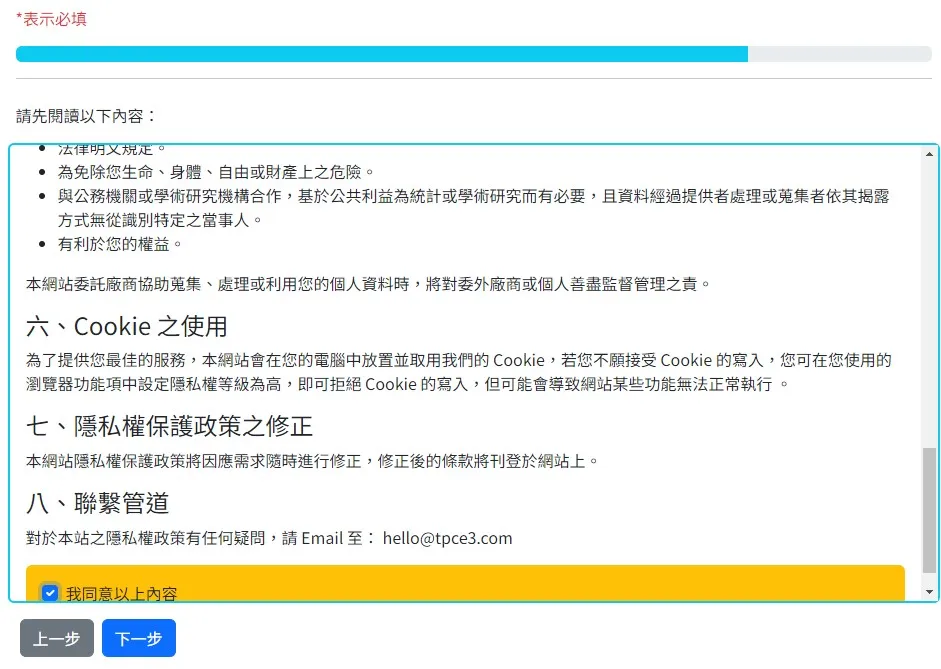 *表示必填
請先閱讀以下內容：
法律明文規定。
為免除您生命、身體、自由或財產上之危險。
與公務機關或學術研究機構合作，基於公共利益為統計或學術研究而有必要，且資料經過提供者處理或蒐集者依其揭露
方式無從識別特定之當事人。
有利於您的權益。
本網站委託廠商協助蒐集、處理或利用您的個人資料時，將對委外廠商或個人善盡監督管理之責。
六、Cookie 之使用
為了提供您最佳的服務，本網站會在您的電腦中放置並取用我們的 Cookie，若您不願接受 Cookie 的寫入，您可在您使用的
瀏覽器功能項中設定隱私權等級為高，即可拒絕 Cookie 的寫入，但可能會導致網站某些功能無法正常執行 。
七、隱私權保護政策之修正
本網站隱私權保護政策將因應需求隨時進行修正，修正後的條款將刊登於網站上。
八、聯繫管道
對於本站之隱私權政策有任何疑問，請 Email 至： hello@tpce3.com
我同意以上內容
上一步 下一步